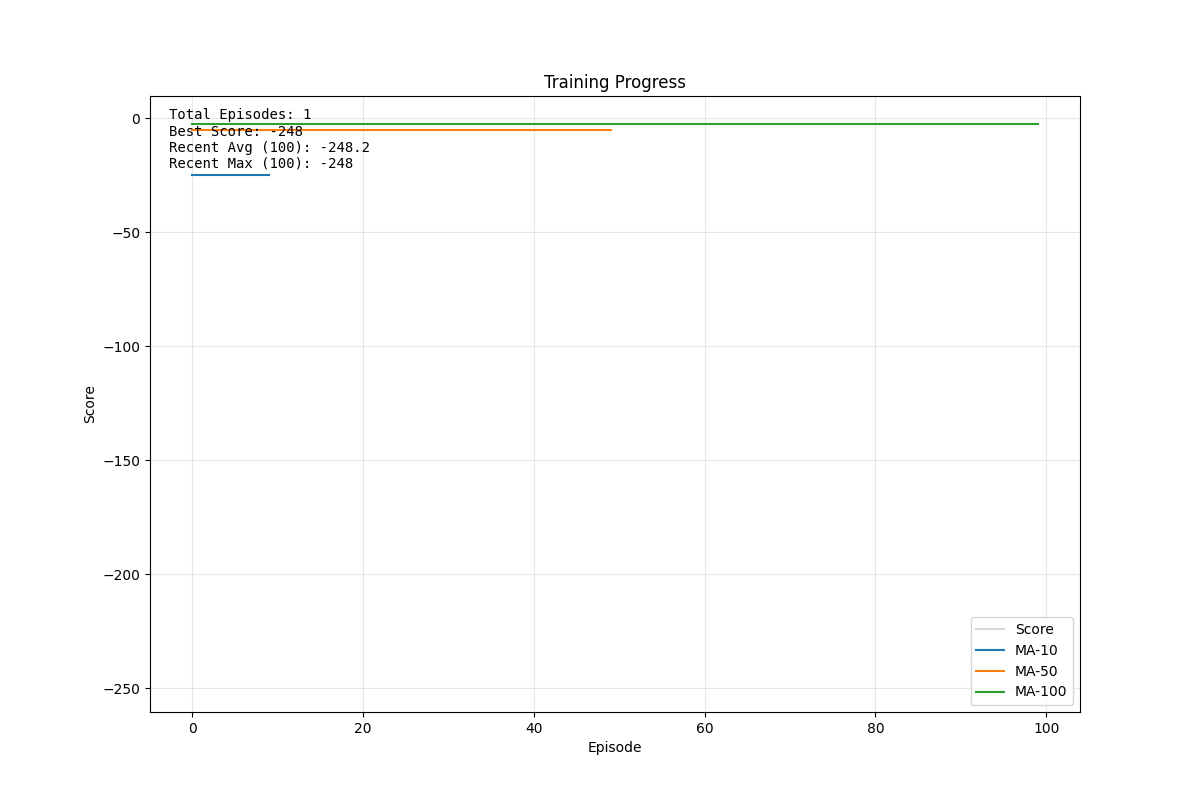 Training Progress
Total Episodes: 1
Best Score: -248
Recent Avg (100): -248.2
Recent Max (100): -248
0
−50
−100
−150
−200
−250
Score
Score
MA-10
MA-50
MA-100
0 20 40 60 80 100
Episode